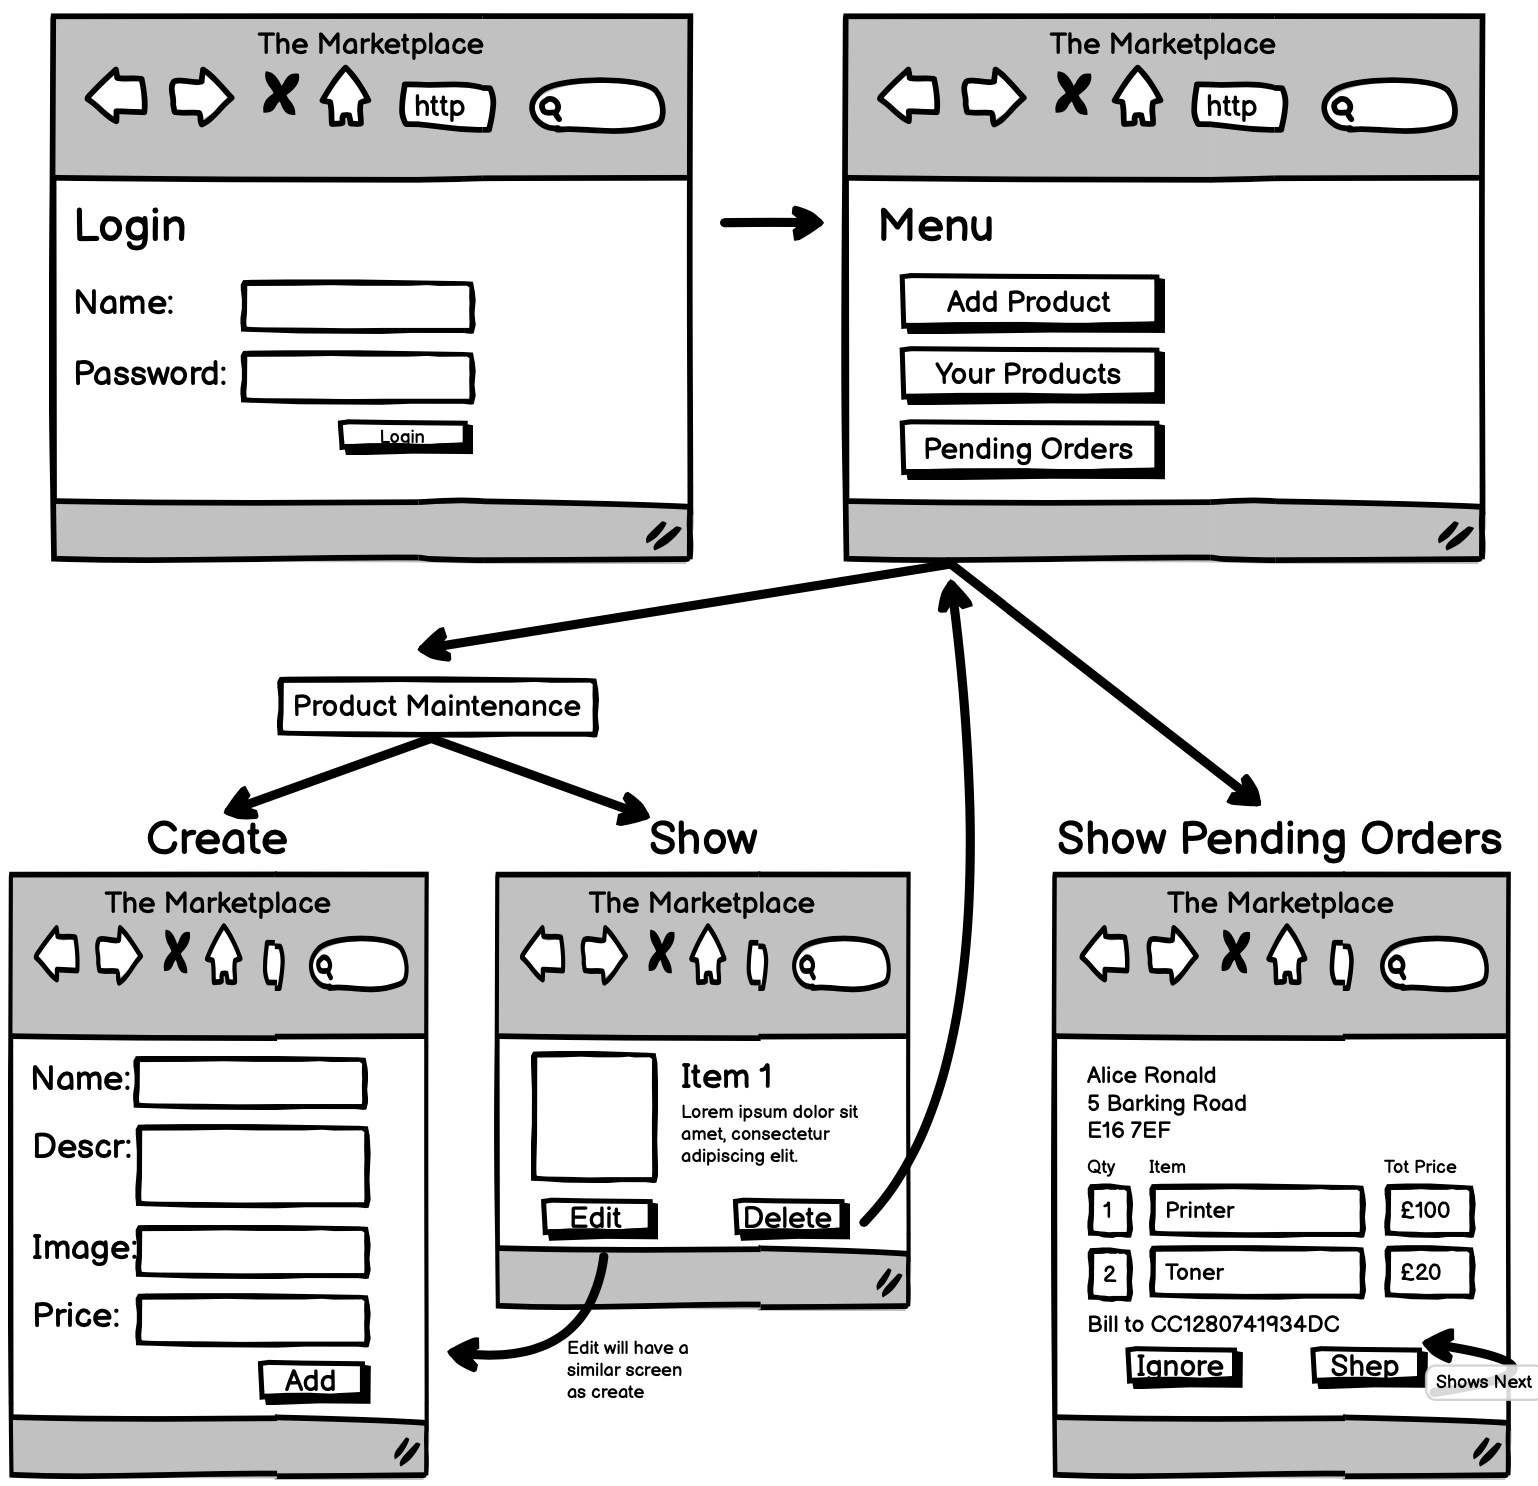 The Marketplace
http
Login
Name:
Password:
Login
The Marketplace
http
Menu
Add Product
Your Products
Pending Orders
Product Maintenance
Create
The Marketplace
Name:
Descr:
Image:
Price:
Add
Show
The Marketplace
Item 1
Lorem ipsum dolor sit
amet, consectetur
adipiscing elit.
Edit
Delete
Edit will have a
similar screen
as create
Show Pending Orders
The Marketplace
Alice Ronald
5 Barking Road
E16 7EF
Qty Item Tot Price
1 Printer £100
2 Toner £20
Bill to CC1280741934DC
Ignore Shep
Shows Next